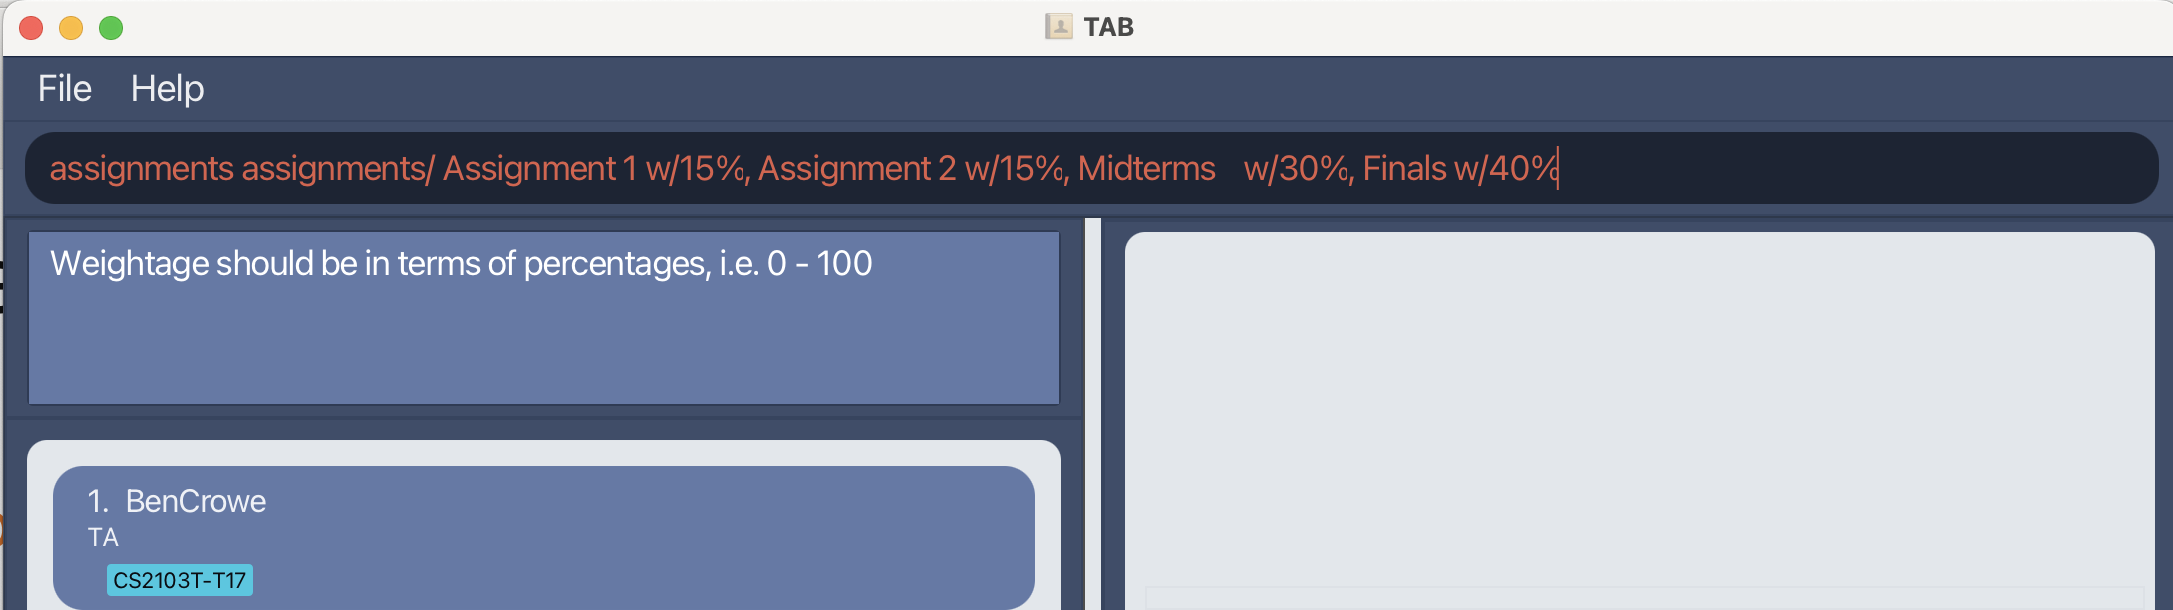 TAB
File Help
assignments assignments/ Assignment 1 w/15%, Assignment 2 w/15%, Midterms   w/30%, Finals w/40%
Weightage should be in terms of percentages, i.e. 0 - 100
1. BenCrowe
TA
CS2103T-T17